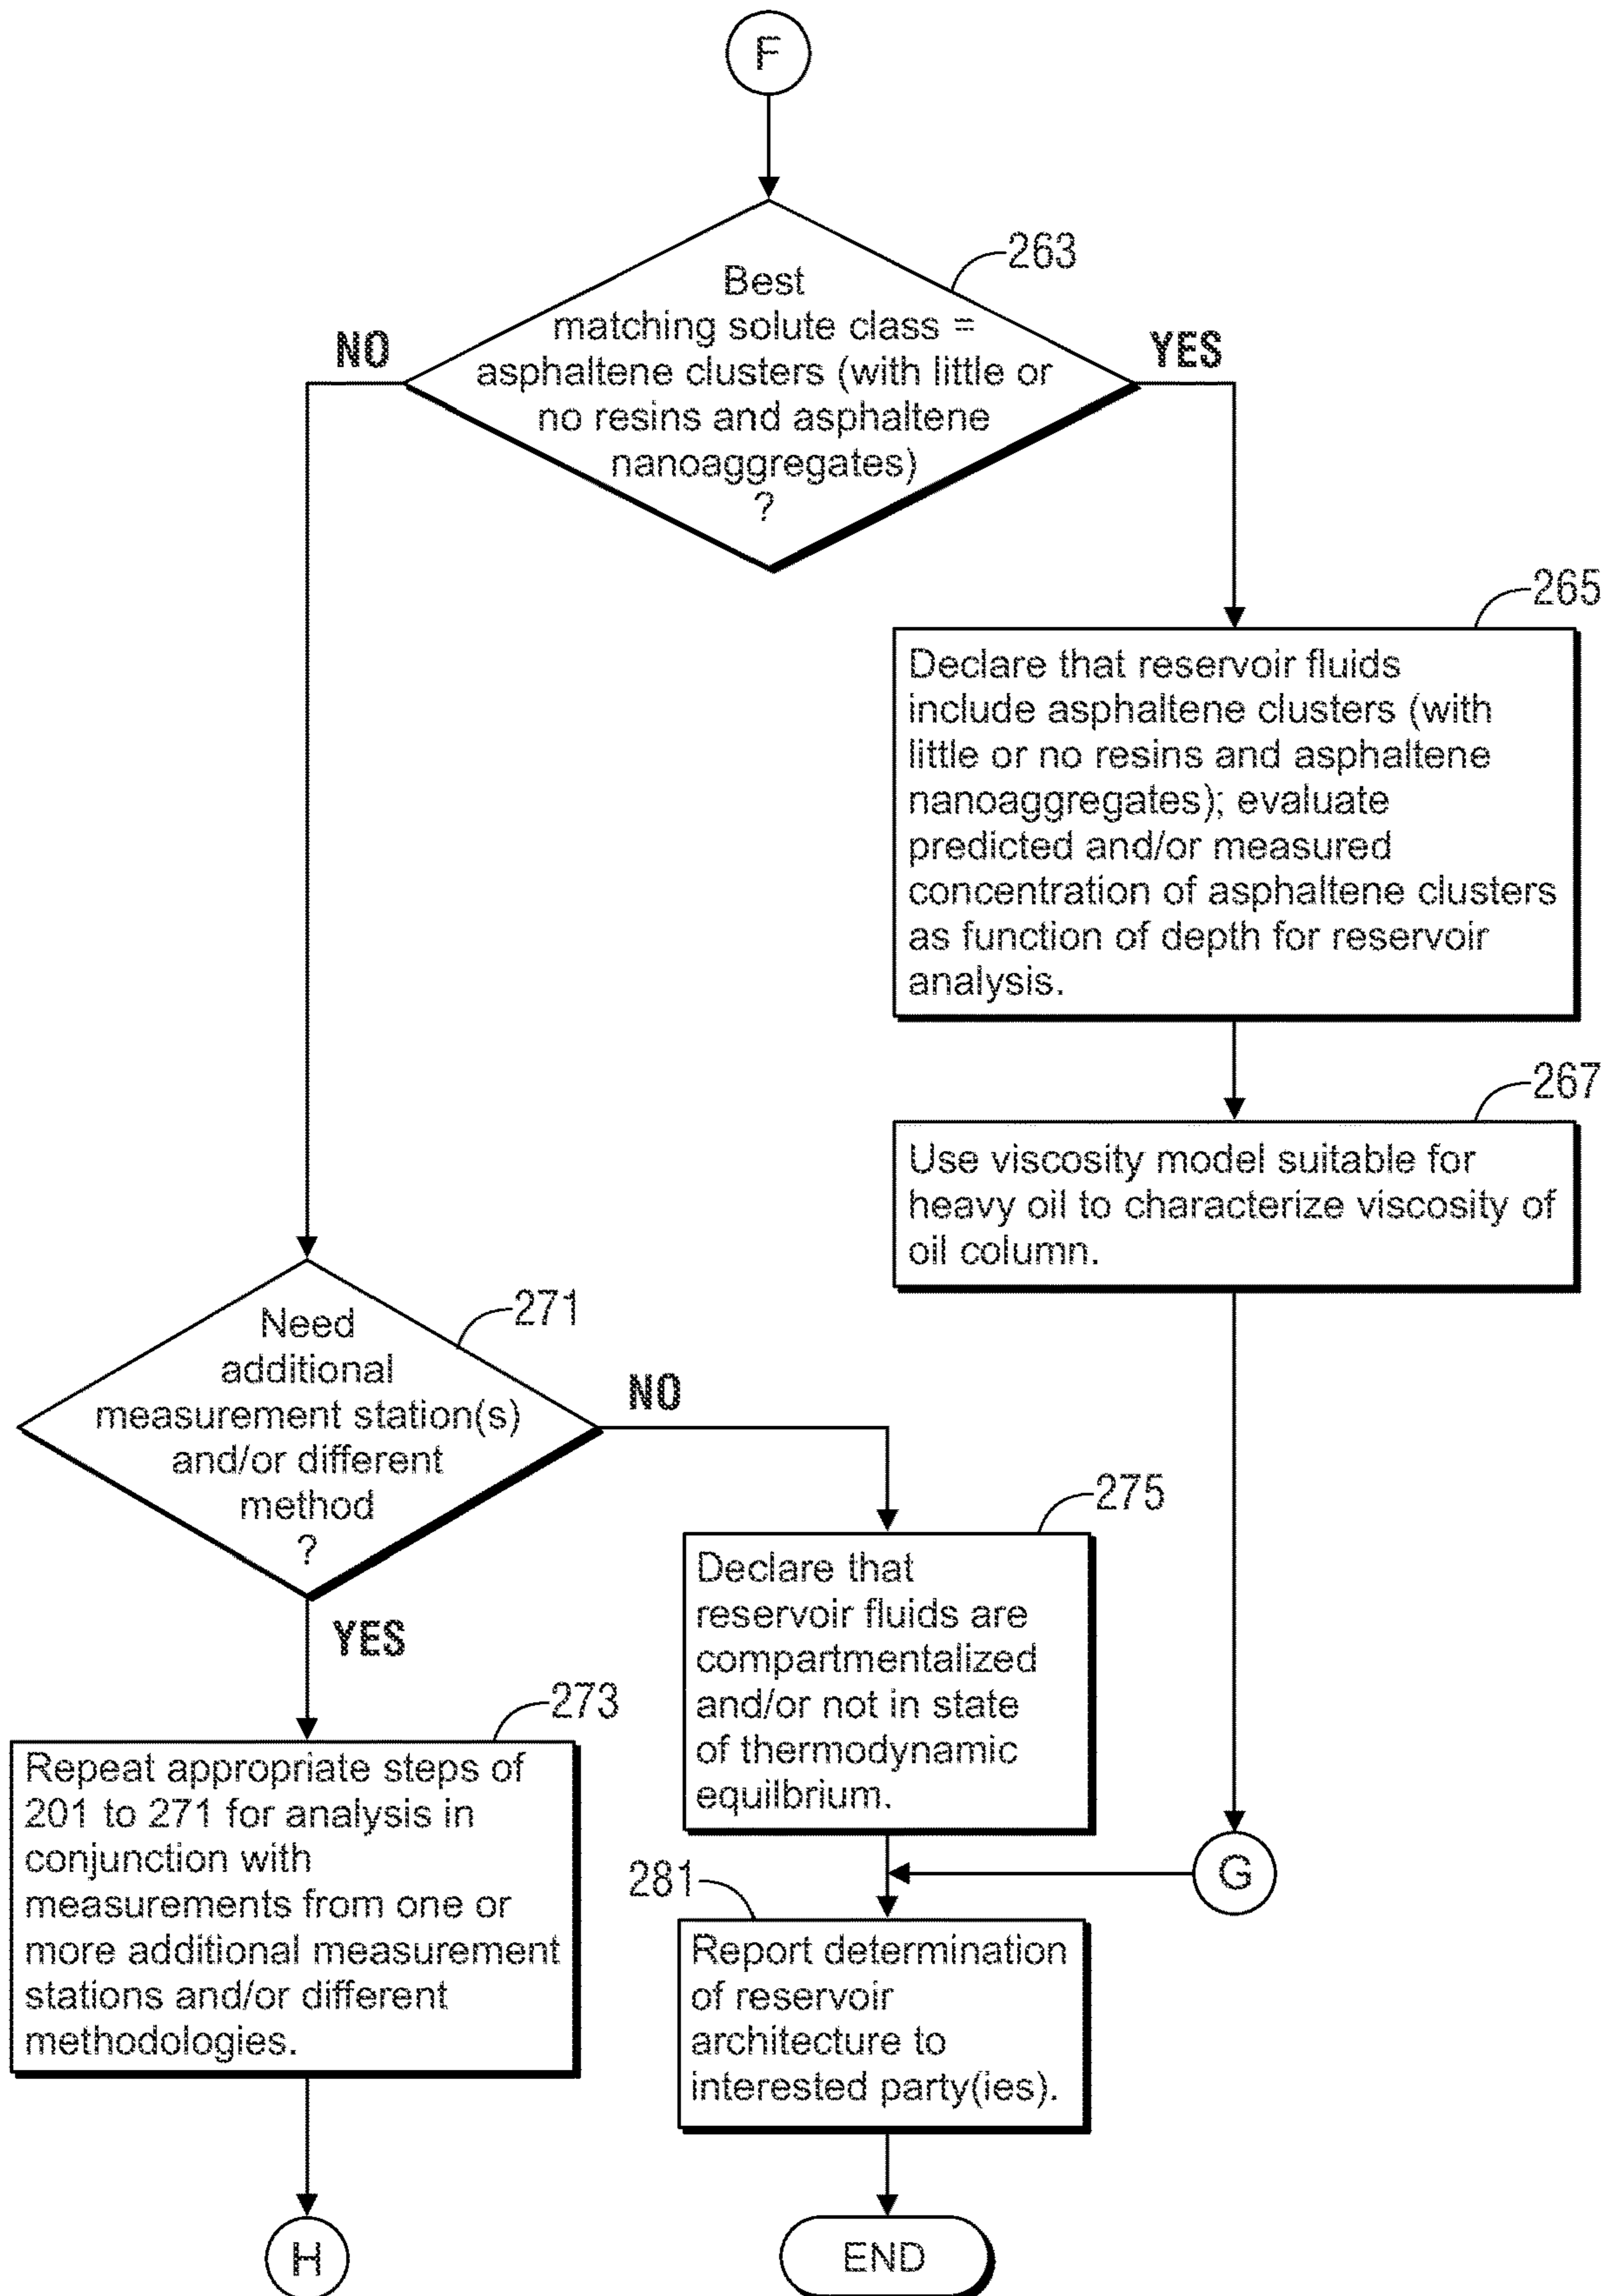 F
263
Best
matching solute class =
asphaltene clusters (with little or
no resins and asphaltene
nanoaggregates)
?
NO
YES
265
Declare that reservoir fluids
include asphaltene clusters (with
little or no resins and asphaltene
nanoaggregates); evaluate
predicted and/or measured
concentration of asphaltene clusters
as function of depth for reservoir
analysis.
267
Use viscosity model suitable for
heavy oil to characterize viscosity of
oil column.
271
Need
additional
measurement station(s)
and/or different
method
?
NO
YES
275
Declare that
reservoir fluids are
compartmentalized
and/or not in state
of thermodynamic
equilbrium.
273
Repeat appropriate steps of
201 to 271 for analysis in
conjunction with
measurements from one or
more additional measurement
stations and/or different
methodologies.
G
281
Report determination
of reservoir
architecture to
interested party(ies).
H
END